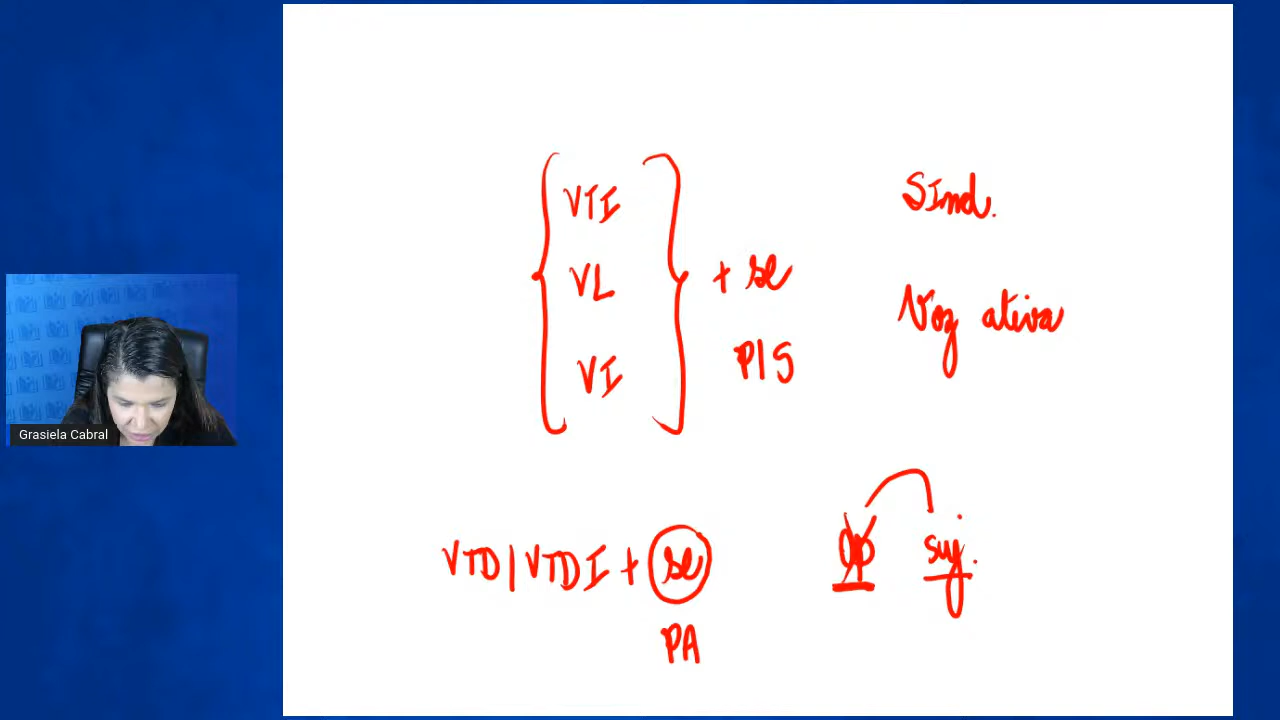 VTI
SInd.
VL
+ se
Voz ativa
VI
PIS
Grasiela Cabral
VTD/VTDI + se
OD suj.
PA